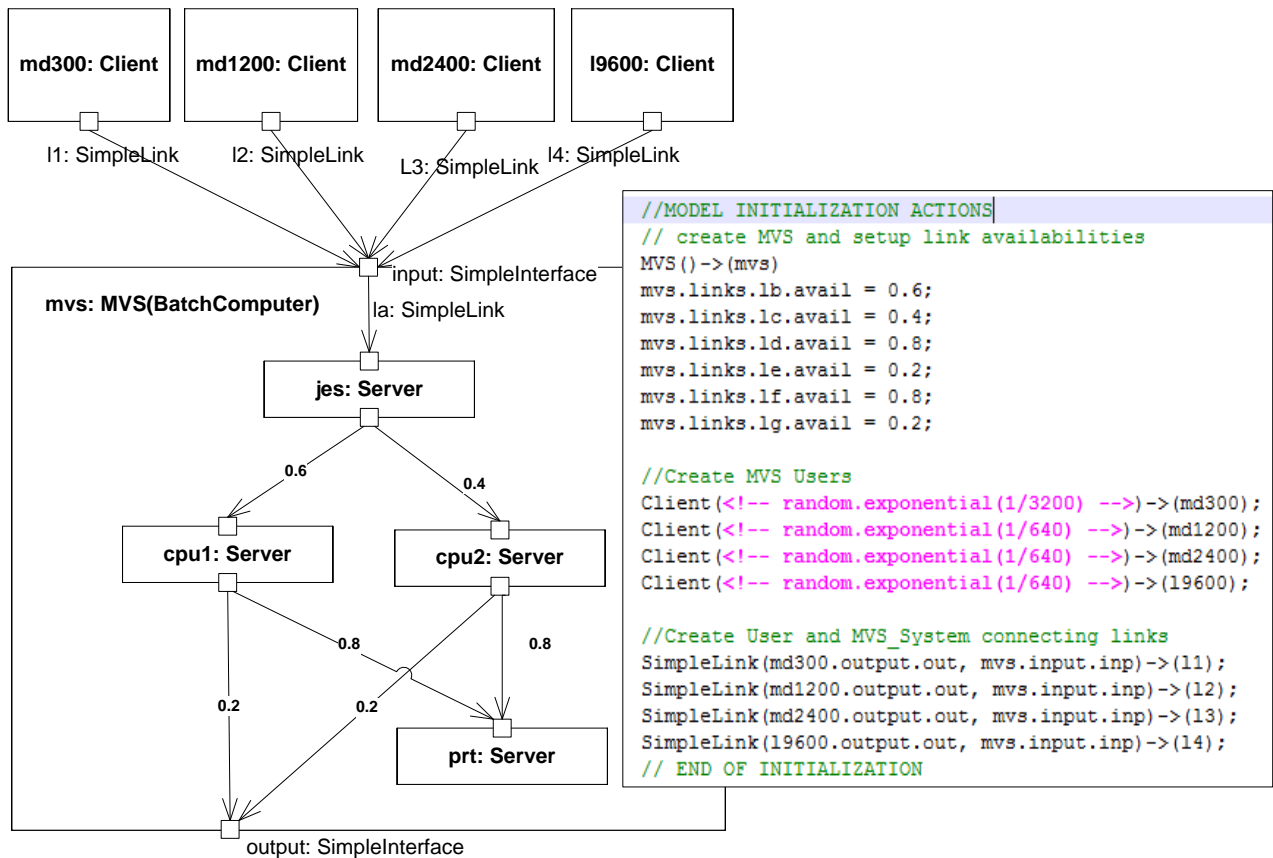 md300: Client
md1200: Client
md2400: Client
l9600: Client
l1: SimpleLink
l2: SimpleLink
L3: SimpleLink
l4: SimpleLink
input: SimpleInterface
mvs: MVS(BatchComputer)
la: SimpleLink
jes: Server
0.6
0.4
cpu1: Server
cpu2: Server
0.8
0.8
0.2
0.2
prt: Server
output: SimpleInterface
//MODEL INITIALIZATION ACTIONS
// create MVS and setup link availabilities
MVS()->(mvs)
mvs.links.lb.avail = 0.6;
mvs.links.lc.avail = 0.4;
mvs.links.ld.avail = 0.8;
mvs.links.le.avail = 0.2;
mvs.links.lf.avail = 0.8;
mvs.links.lg.avail = 0.2;
//Create MVS Users
Client(<!-- random.exponential(1/3200) -->)->(md300);
Client(<!-- random.exponential(1/640) -->)->(md1200);
Client(<!-- random.exponential(1/640) -->)->(md2400);
Client(<!-- random.exponential(1/640) -->)->(l9600);
//Create User and MVS_System connecting links
SimpleLink(md300.output.out, mvs.input.inp)->(l1);
SimpleLink(md1200.output.out, mvs.input.inp)->(l2);
SimpleLink(md2400.output.out, mvs.input.inp)->(l3);
SimpleLink(l9600.output.out, mvs.input.inp)->(l4);
// END OF INITIALIZATION